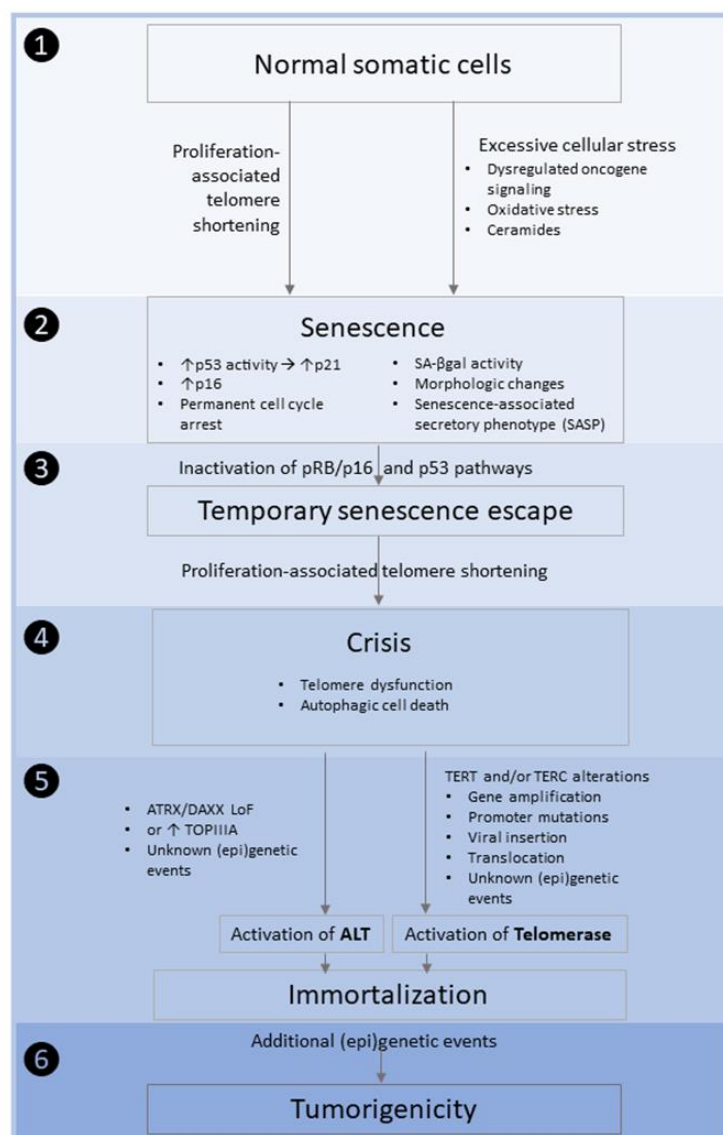 1
Normal somatic cells
Proliferation-
associated
telomere
shortening
Excessive cellular stress
• Dysregulated oncogene
signaling
• Oxidative stress
• Ceramides
2
Senescence
• ↑p53 activity → ↑p21
• ↑p16
• Permanent cell cycle
arrest
• SA-βgal activity
• Morphologic changes
• Senescence-associated
secretory phenotype (SASP)
3
Inactivation of pRB/p16 and p53 pathways
Temporary senescence escape
Proliferation-associated telomere shortening
4
Crisis
• Telomere dysfunction
• Autophagic cell death
5
• ATRX/DAXX LoF
• or ↑ TOPIIIA
• Unknown (epi)genetic
events
TERT and/or TERC alterations
• Gene amplification
• Promoter mutations
• Viral insertion
• Translocation
• Unknown (epi)genetic
events
Activation of ALT
Activation of Telomerase
Immortalization
6
Additional (epi)genetic events
Tumorigenicity